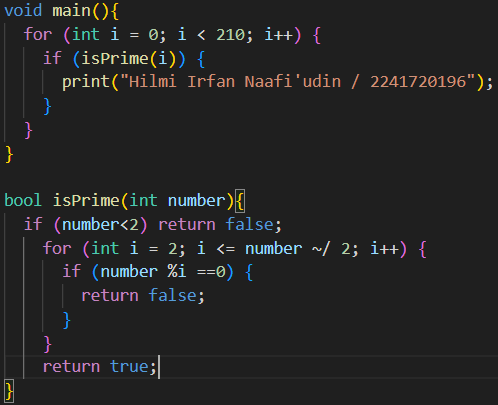 void main(){
  for (int i = 0; i < 210; i++) {
    if (isPrime(i)) {
      print("Hilmi Irfan Naafi'udin / 2241720196");
    }
  }
}

bool isPrime(int number){
  if (number<2) return false;
    for (int i = 2; i <= number ~/ 2; i++) {
      if (number %i ==0) {
        return false;
      }
    }
    return true;
}